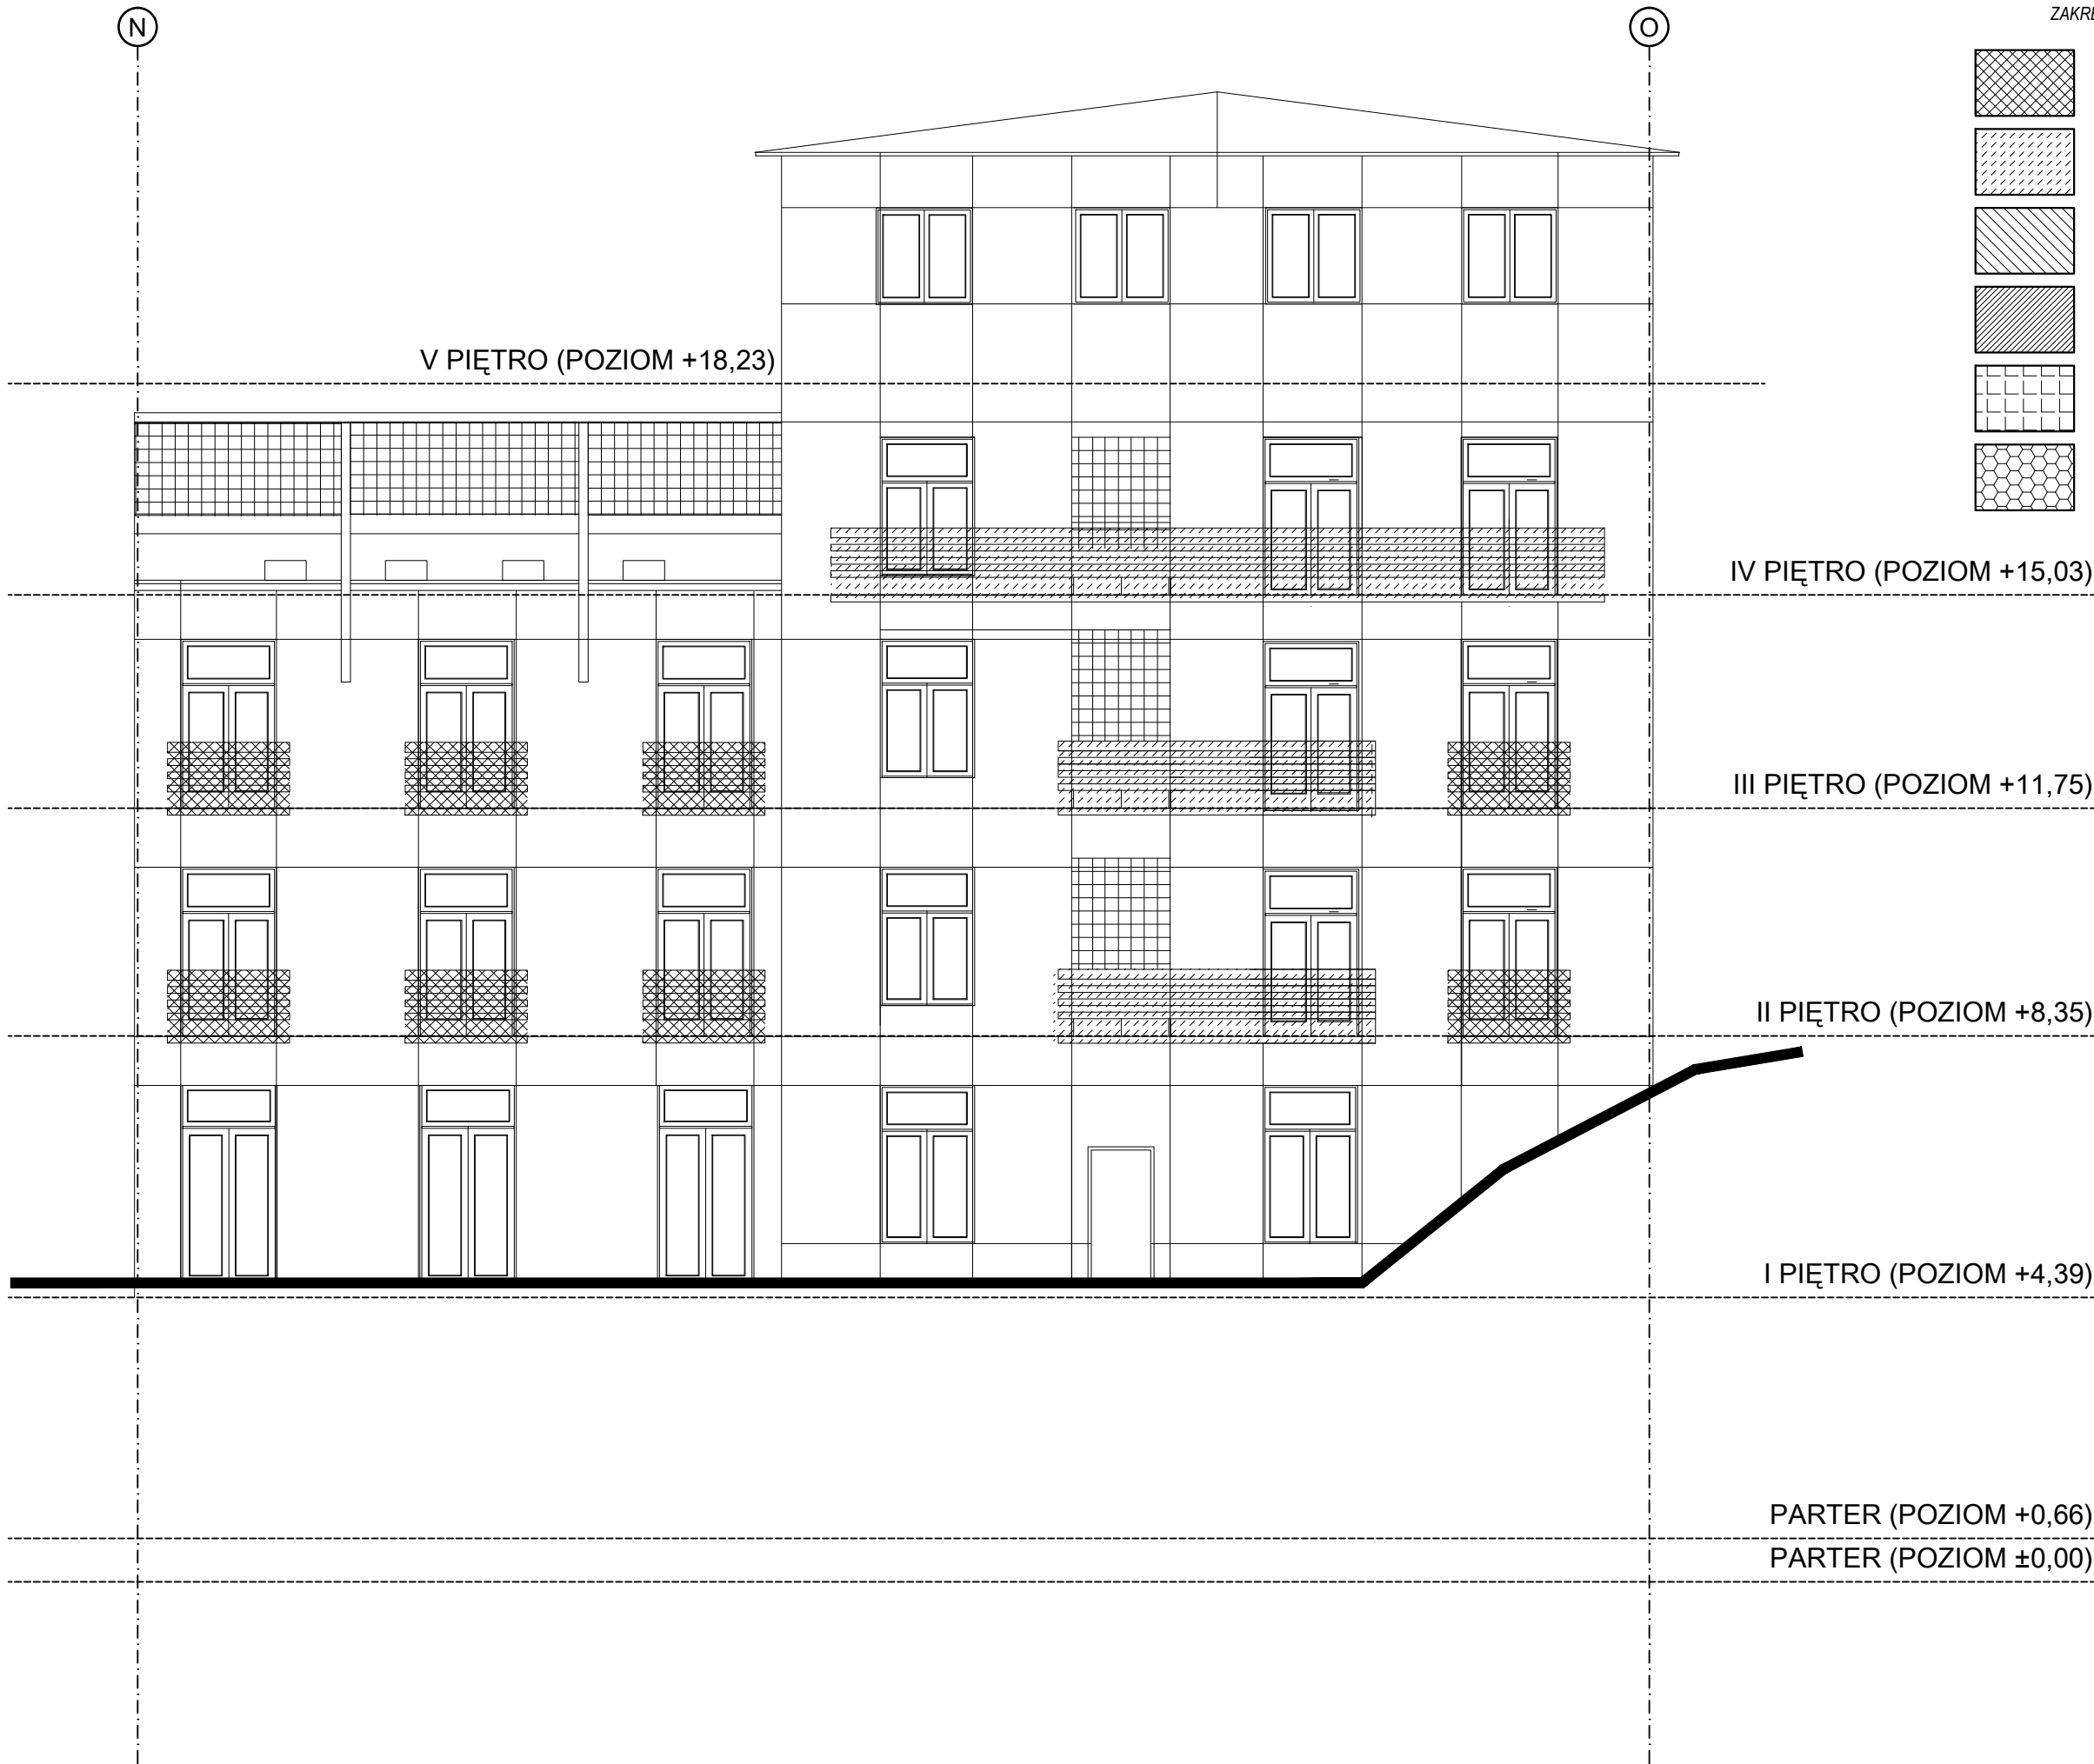 N
O
V PIĘTRO (POZIOM +18,23)
IV PIĘTRO (POZIOM +15,03)
III PIĘTRO (POZIOM +11,75)
II PIĘTRO (POZIOM +8,35)
I PIĘTRO (POZIOM +4,39)
PARTER (POZIOM +0,66)
PARTER (POZIOM ±0,00)